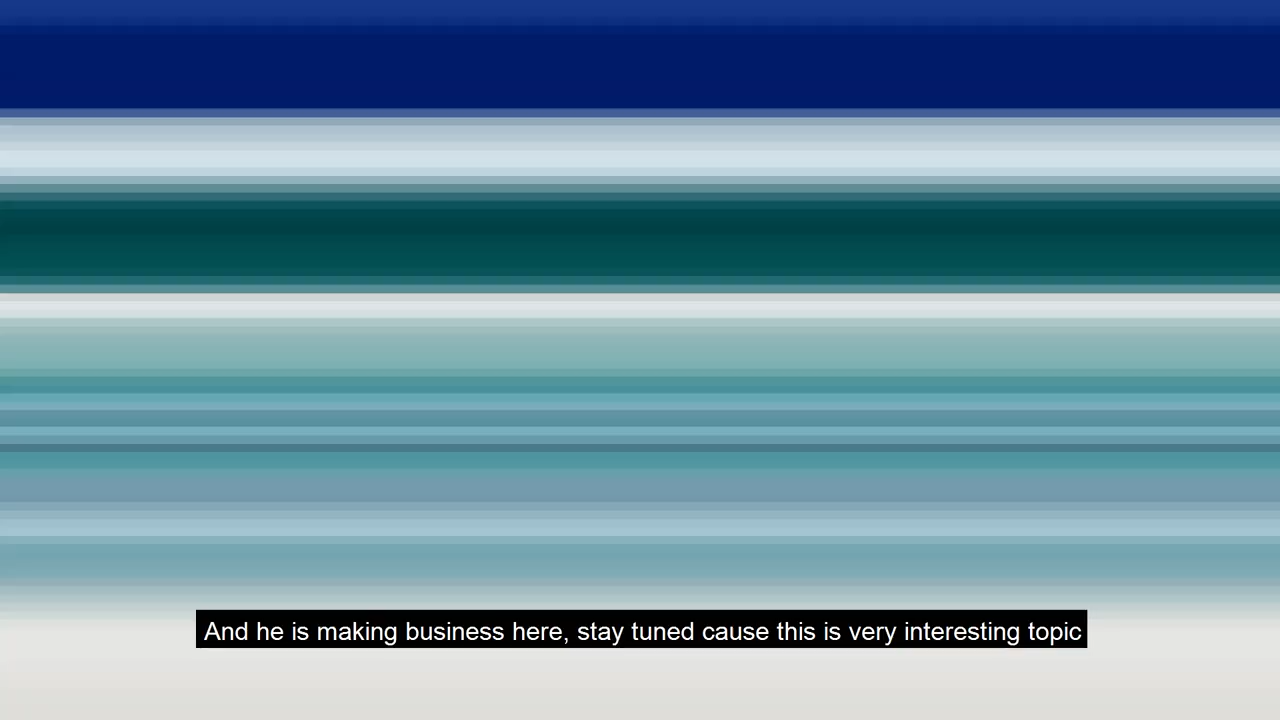 And he is making business here, stay tuned cause this is very interesting topic